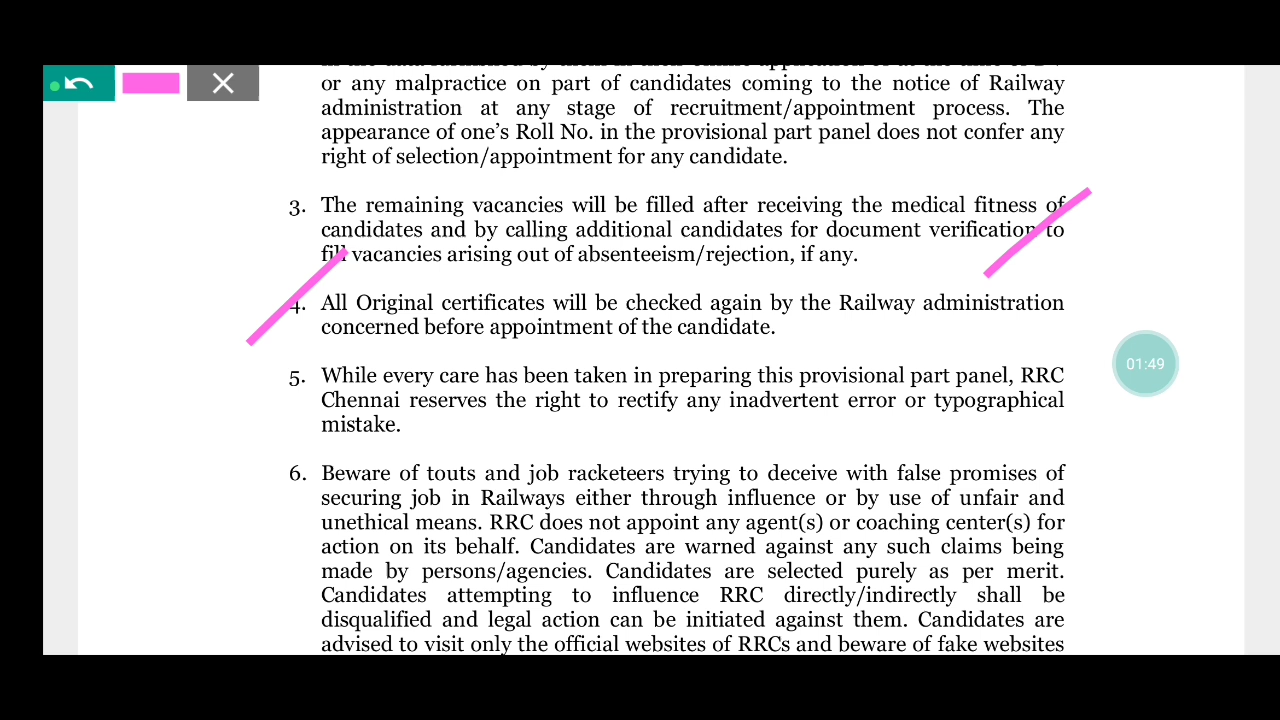 or any malpractice on part of candidates coming to the notice of Railway
administration at any stage of recruitment/appointment process. The
appearance of one's Roll No. in the provisional part panel does not confer any
right of selection/appointment for any candidate.
3. The remaining vacancies will be filled after receiving the medical fitness of
candidates and by calling additional candidates for document verification to
fill vacancies arising out of absenteeism/rejection, if any.
4. All Original certificates will be checked again by the Railway administration
concerned before appointment of the candidate.
01:49
5. While every care has been taken in preparing this provisional part panel, RRC
Chennai reserves the right to rectify any inadvertent error or typographical
mistake.
6. Beware of touts and job racketeers trying to deceive with false promises of
securing job in Railways either through influence or by use of unfair and
unethical means. RRC does not appoint any agent(s) or coaching center(s) for
action on its behalf. Candidates are warned against any such claims being
made by persons/agencies. Candidates are selected purely as per merit.
Candidates attempting to influence RRC directly/indirectly shall be
disqualified and legal action can be initiated against them. Candidates are
advised to visit only the official websites of RRCs and beware of fake websites